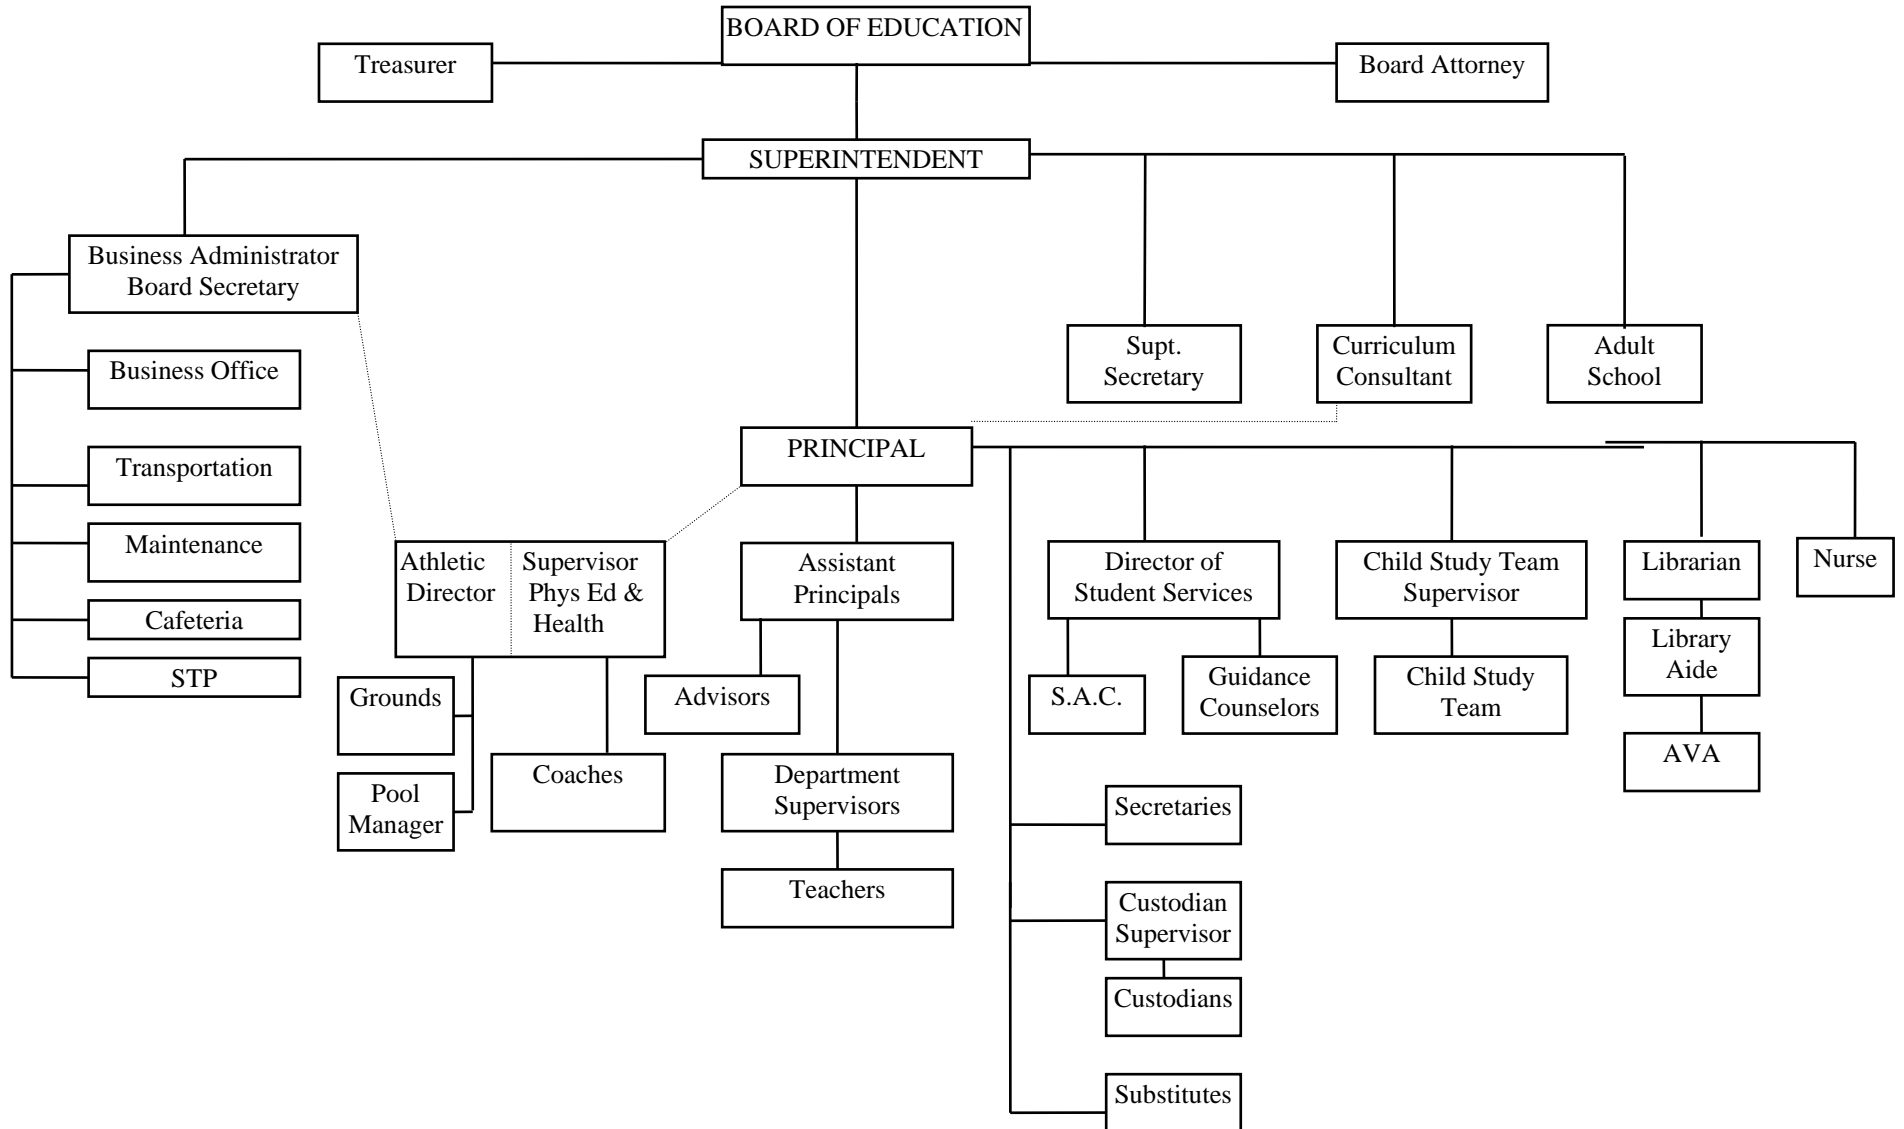 BOARD OF EDUCATION
Treasurer
Board Attorney
SUPERINTENDENT
Business Administrator
Board Secretary
Supt.
Secretary
Curriculum
Consultant
Adult
School
Business Office
Transportation
Maintenance
Cafeteria
STP
PRINCIPAL
Athletic
Director
Supervisor
Phys Ed &
Health
Assistant
Principals
Director of
Student Services
Child Study Team
Supervisor
Librarian
Nurse
Library
Aide
Grounds
Advisors
S.A.C.
Guidance
Counselors
Child Study
Team
AVA
Pool
Manager
Coaches
Department
Supervisors
Secretaries
Teachers
Custodian
Supervisor
Custodians
Substitutes